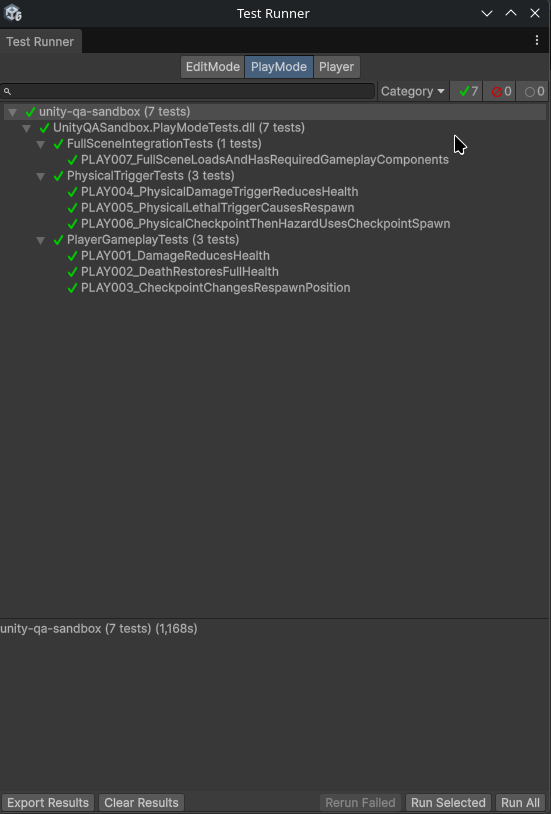 Test Runner
Test Runner
EditMode PlayMode Player
Category 7 0 0
unity-qa-sandbox (7 tests)
UnityQASandbox.PlayModeTests.dll (7 tests)
FullSceneIntegrationTests (1 tests)
PLAY007_FullSceneLoadsAndHasRequiredGameplayComponents
PhysicalTriggerTests (3 tests)
PLAY004_PhysicalDamageTriggerReducesHealth
PLAY005_PhysicalLethalTriggerCausesRespawn
PLAY006_PhysicalCheckpointThenHazardUsesCheckpointSpawn
PlayerGameplayTests (3 tests)
PLAY001_DamageReducesHealth
PLAY002_DeathRestoresFullHealth
PLAY003_CheckpointChangesRespawnPosition
unity-qa-sandbox (7 tests) (1,168s)
Export Results Clear Results Rerun Failed Run Selected Run All